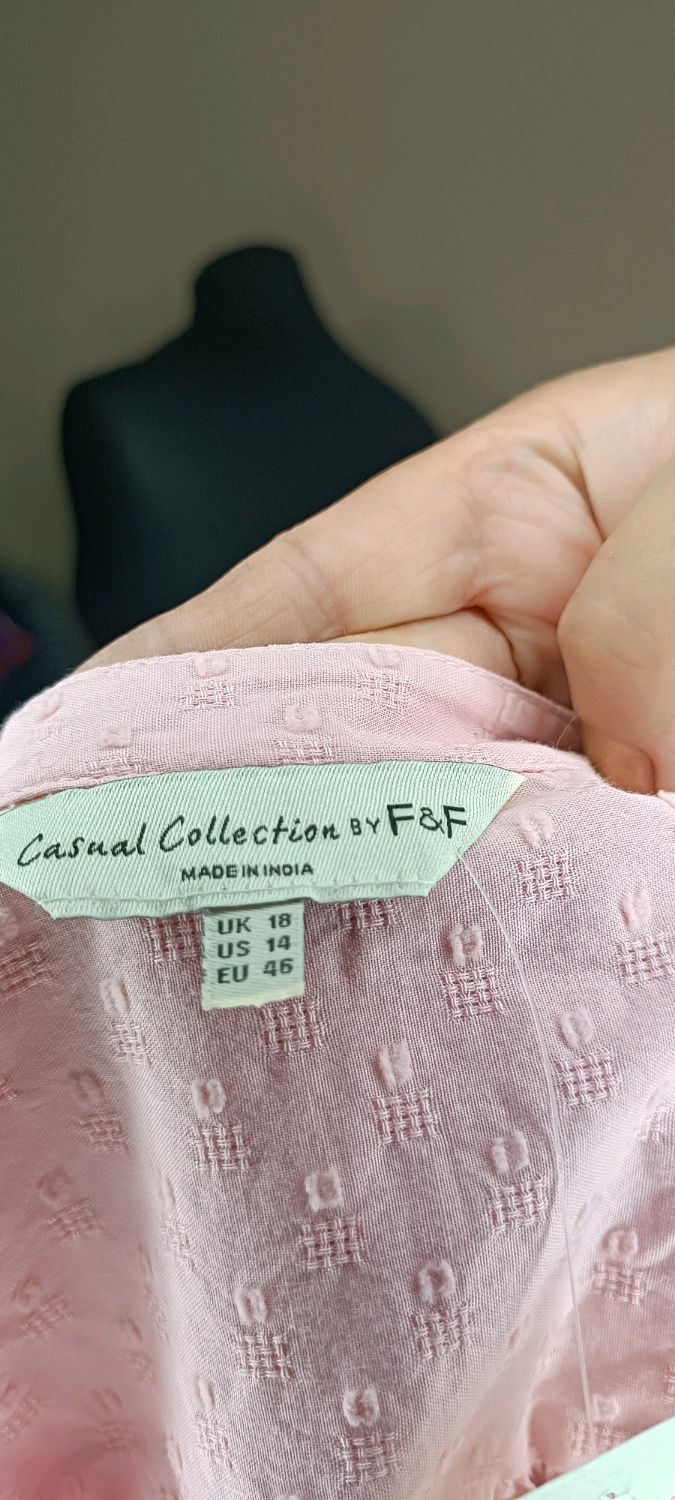 Casual Collection BY F&F
MADE IN INDIA
UK 18
US 14
EU 46